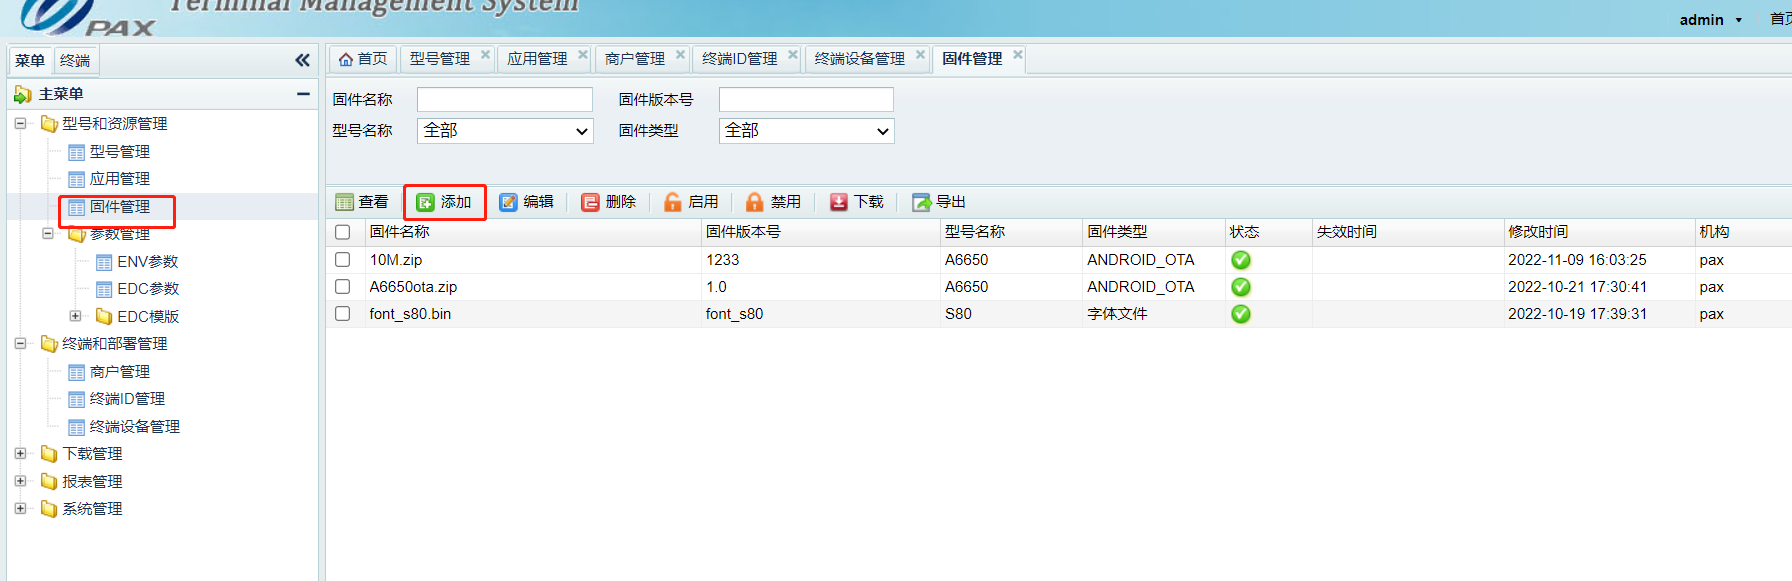 Terminal Management System
PAX
admin
首页
菜单 终端
首页 型号管理 应用管理 商户管理 终端ID管理 终端设备管理 固件管理
主菜单
型号和资源管理
型号管理
应用管理
固件管理
参数管理
ENV参数
EDC参数
EDC模版
终端和部署管理
商户管理
终端ID管理
终端设备管理
下载管理
报表管理
系统管理
固件名称 固件版本号
型号名称 全部 固件类型 全部
查看 添加 编辑 删除 启用 禁用 下载 导出
固件名称 固件版本号 型号名称 固件类型 状态 失效时间 修改时间 机构
10M.zip 1233 A6650 ANDROID_OTA 2022-11-09 16:03:25 pax
A6650ota.zip 1.0 A6650 ANDROID_OTA 2022-10-21 17:30:41 pax
font_s80.bin font_s80 S80 字体文件 2022-10-19 17:39:31 pax